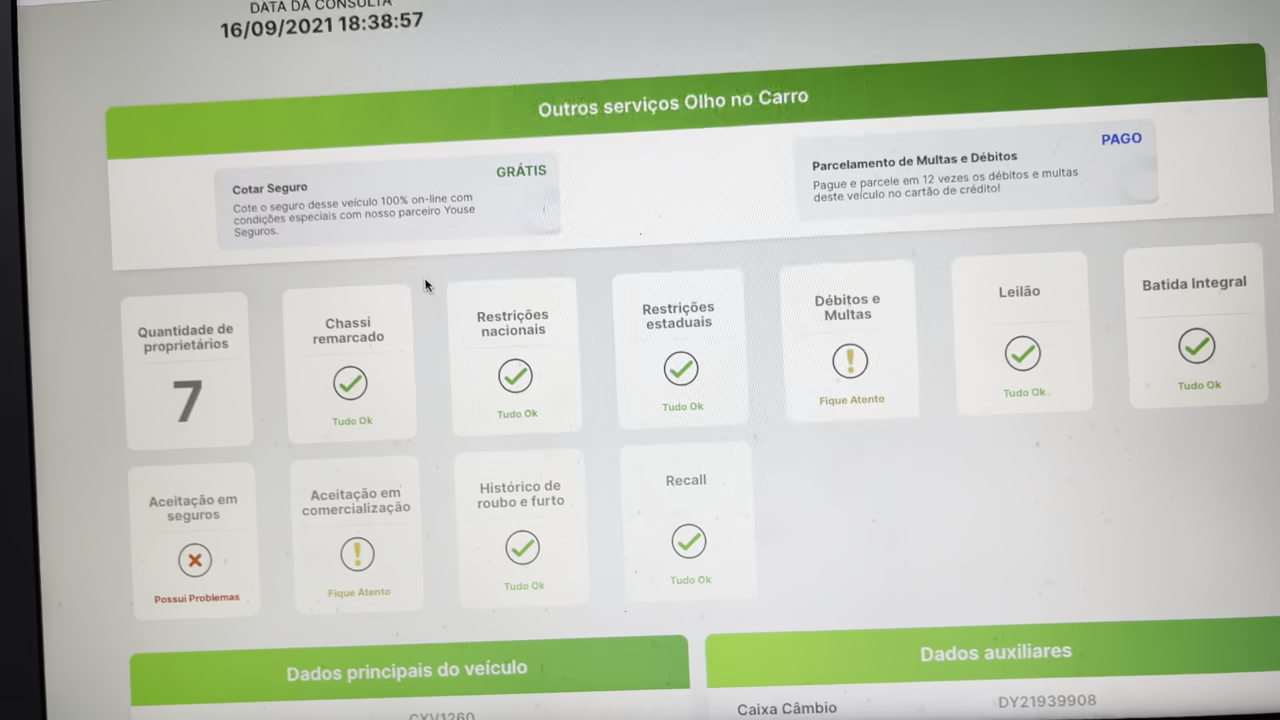 DATA DA CONSULTA
16/09/2021 18:38:57
Outros serviços Olho no Carro
Cotar Seguro
GRÁTIS
Cote o seguro desse veículo 100% on-line com
condições especiais com nosso parceiro Youse
Seguros.
Parcelamento de Multas e Débitos
PAGO
Pague e parcele em 12 vezes os débitos e multas
deste veículo no cartão de crédito!
Quantidade de
proprietários
7
Chassi
remarcado
Tudo Ok
Restrições
nacionais
Tudo Ok
Restrições
estaduais
Tudo Ok
Débitos e
Multas
Fique Atento
Leilão
Tudo Ok
Batida Integral
Tudo Ok
Aceitação em
seguros
Possui Problemas
Aceitação em
comercialização
Fique Atento
Histórico de
roubo e furto
Tudo Ok
Recall
Tudo Ok
Dados principais do veículo
CXV1260
Dados auxiliares
Caixa Câmbio
DY21939908